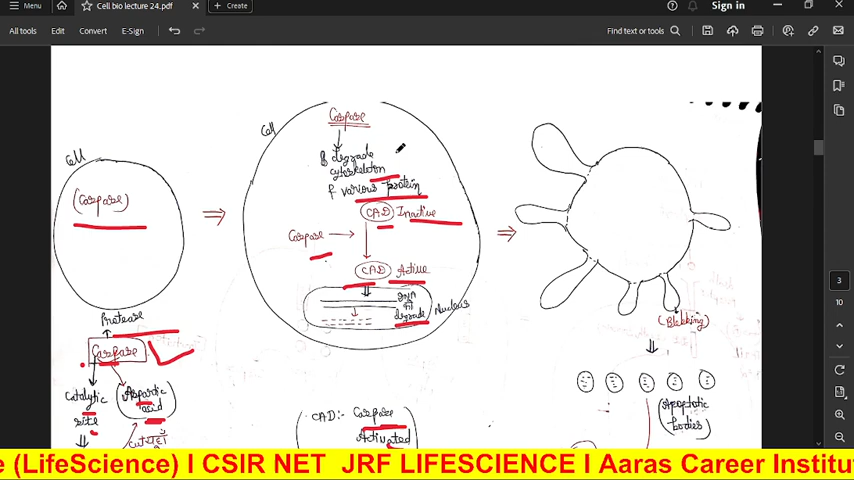 Menu
Cell bio lecture 24.pdf
Create
Sign in
All tools
Edit
Convert
E-Sign
Find text or tools
Cell
(Caspase)
Protease
Caspase
Catalytic
site
Aspartic
acid
Cell
Caspase
degrade
cytoskeleton
f various protein
CAD Inactive
Caspase
CAD Active
DNA
degrade
Nucleus
CAD:- Caspase
Activated
(Blebbing)
Apoptotic
bodies
3
10
e (LifeScience) I CSIR NET JRF LIFESCIENCE I Aaras Career Institu